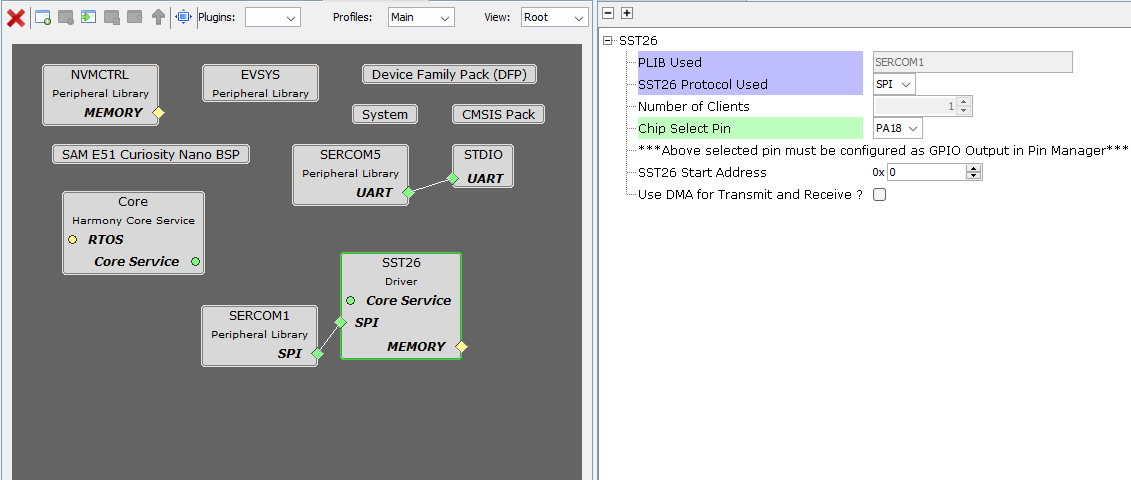 Plugins:
Profiles:
Main
View:
Root
NVMCTRL
Peripheral Library
MEMORY
EVSYS
Peripheral Library
Device Family Pack (DFP)
System
CMSIS Pack
SAM E51 Curiosity Nano BSP
SERCOM5
Peripheral Library
UART
STDIO
UART
Core
Harmony Core Service
RTOS
Core Service
SST26
Driver
Core Service
SPI
MEMORY
SERCOM1
Peripheral Library
SPI
SST26
PLIB Used SERCOM1
SST26 Protocol Used SPI
Number of Clients 1
Chip Select Pin PA18
***Above selected pin must be configured as GPIO Output in Pin Manager***
SST26 Start Address 0x 0
Use DMA for Transmit and Receive ?